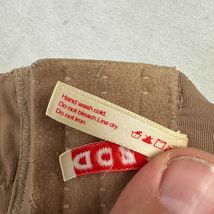 Hand wash cold.
Do not bleach. Line dry.
Do not iron.